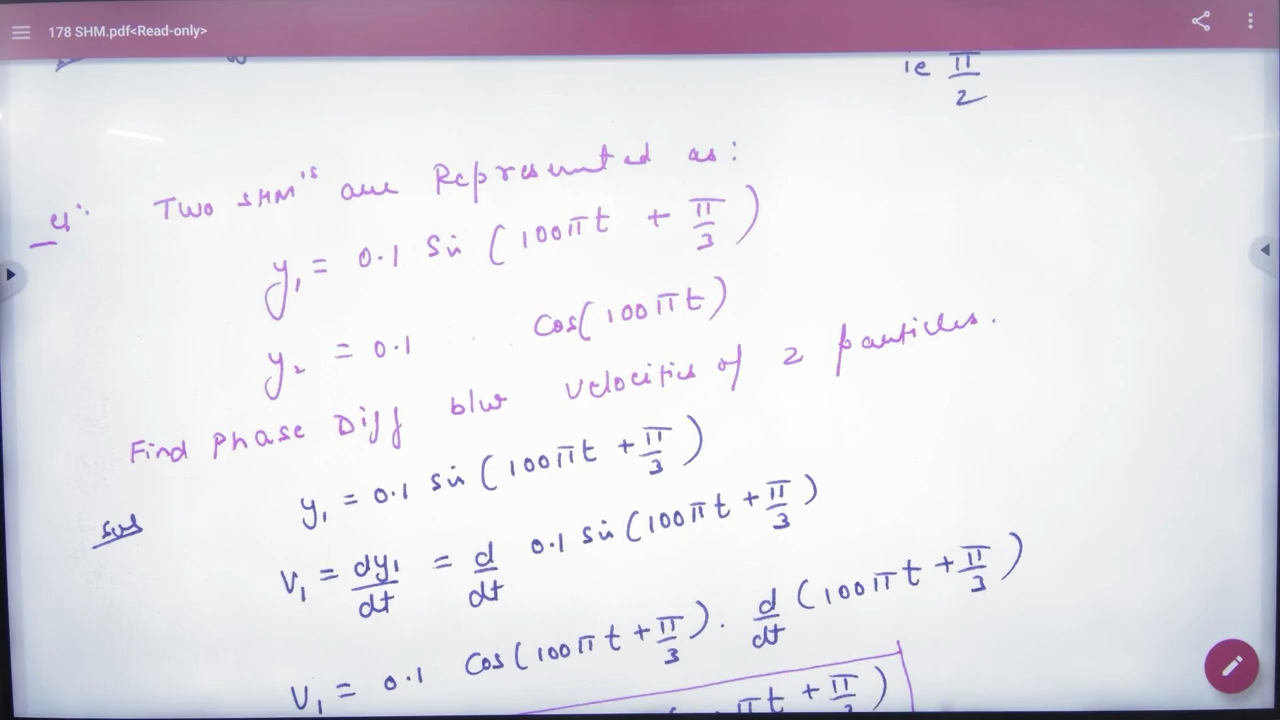 178 SHM.pdf<Read-only>
ie π/2
Two SHM's are Represented as:
y₁ = 0.1 Sin (100πt + π/3)
y₂ = 0.1 Cos(100πt)
Find Phase Diff b/w velocities of 2 particles.
y₁ = 0.1 sin (100πt + π/3)
V₁ = dy₁/dt = d/dt 0.1 sin (100πt + π/3)
V₁ = 0.1 Cos (100πt + π/3) . d/dt (100πt + π/3)
πt + π/3)